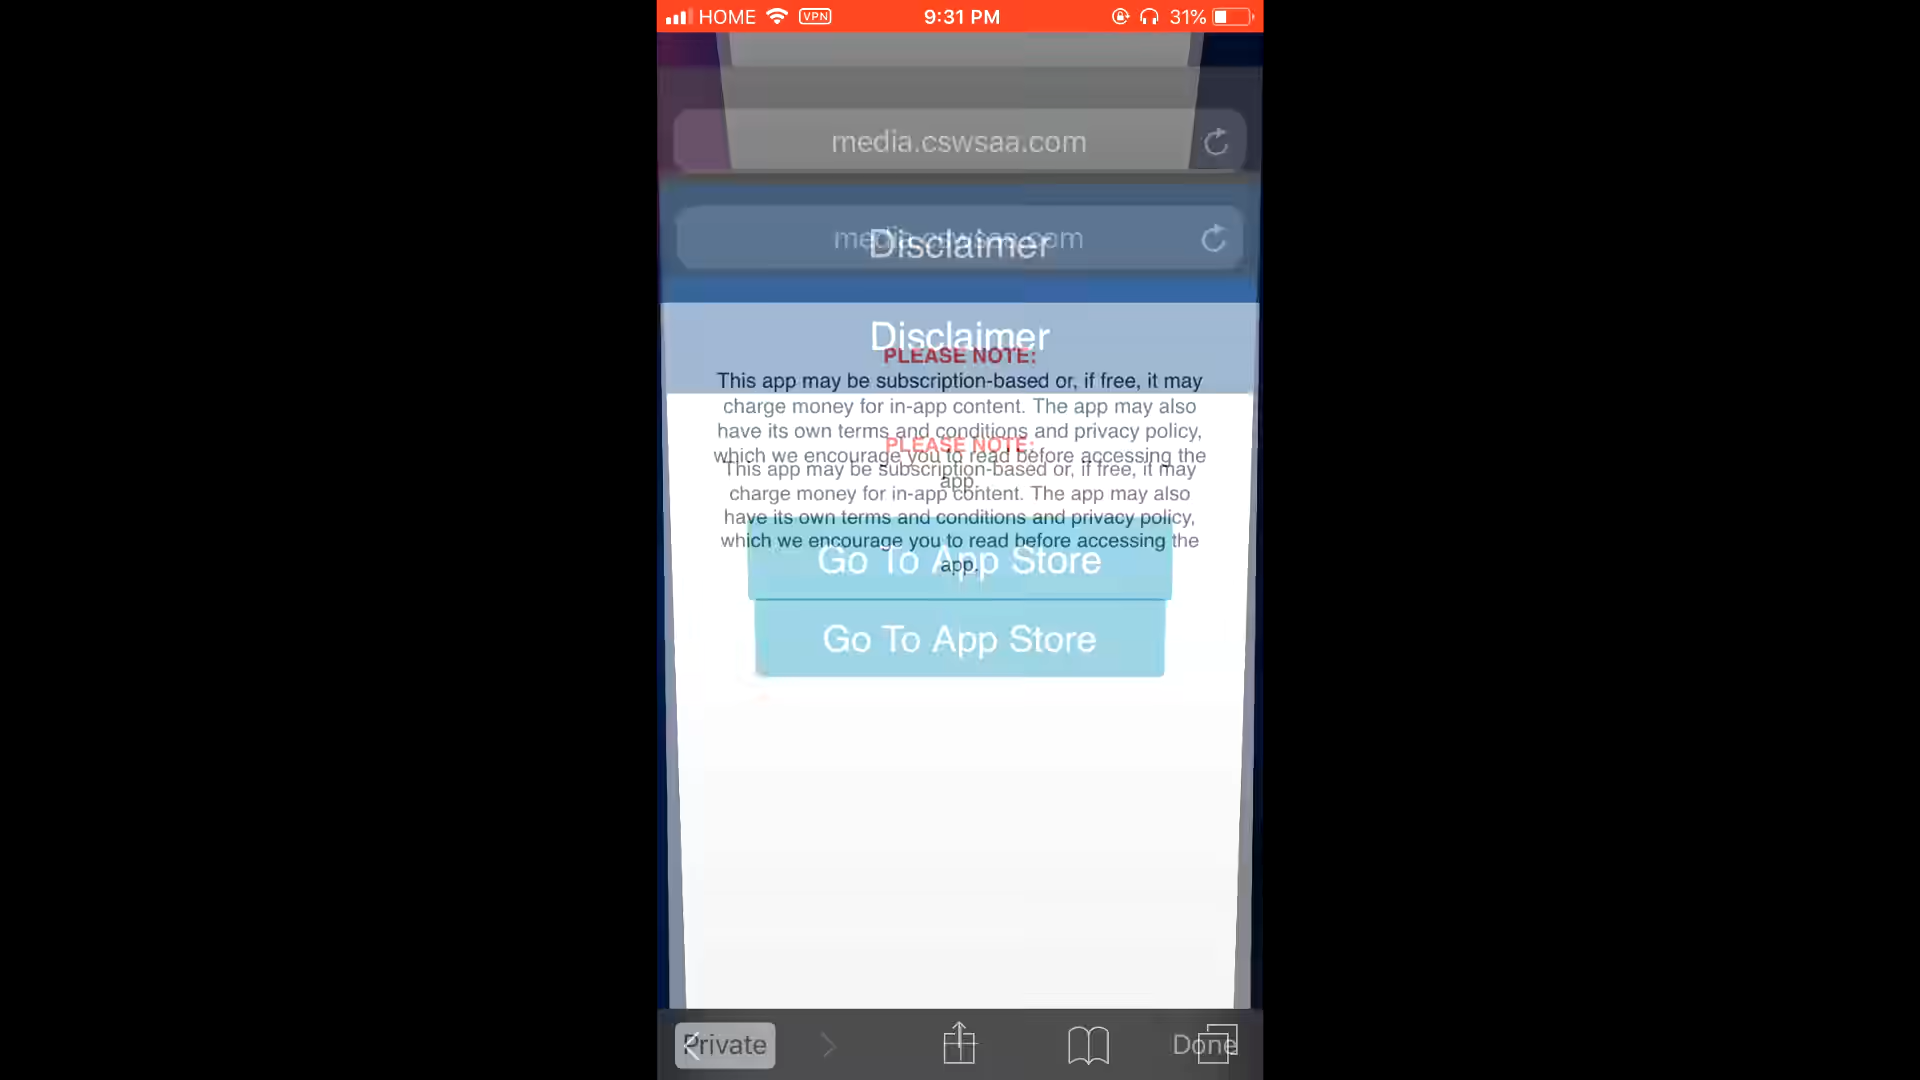 HOME VPN 9:31 PM 31%
media.cswsaa.com
media.cswsaa.com
Disclaimer
Disclaimer
PLEASE NOTE:
This app may be subscription-based or, if free, it may
charge money for in-app content. The app may also
have its own terms and conditions and privacy policy,
which we encourage you to read before accessing the
app.
PLEASE NOTE:
This app may be subscription-based or, if free, it may
charge money for in-app content. The app may also
have its own terms and conditions and privacy policy,
which we encourage you to read before accessing the
app.
Go To App Store
Go To App Store
Private Done